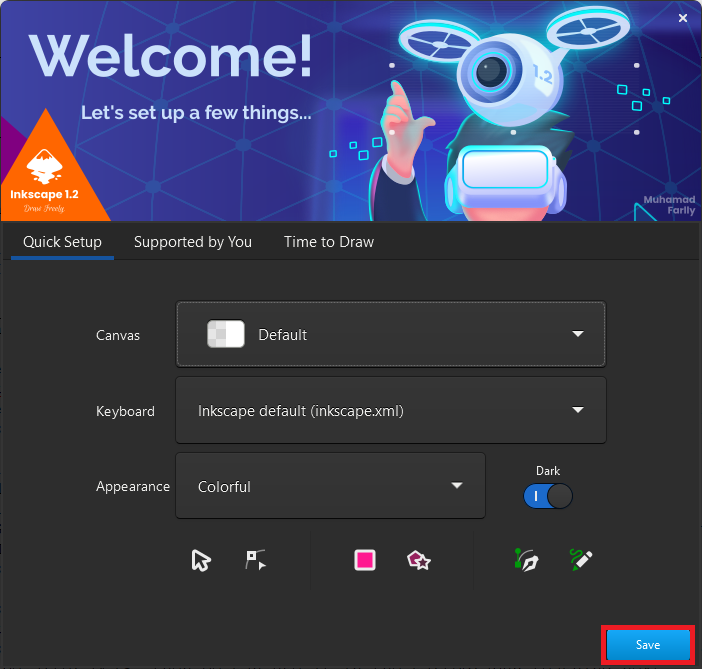 Welcome!
Let's set up a few things...
1.2
Inkscape 1.2
Draw Freely.
Muhamad
Farlly
Quick Setup
Supported by You
Time to Draw
Canvas
Default
Keyboard
Inkscape default (inkscape.xml)
Appearance
Colorful
Dark
Save